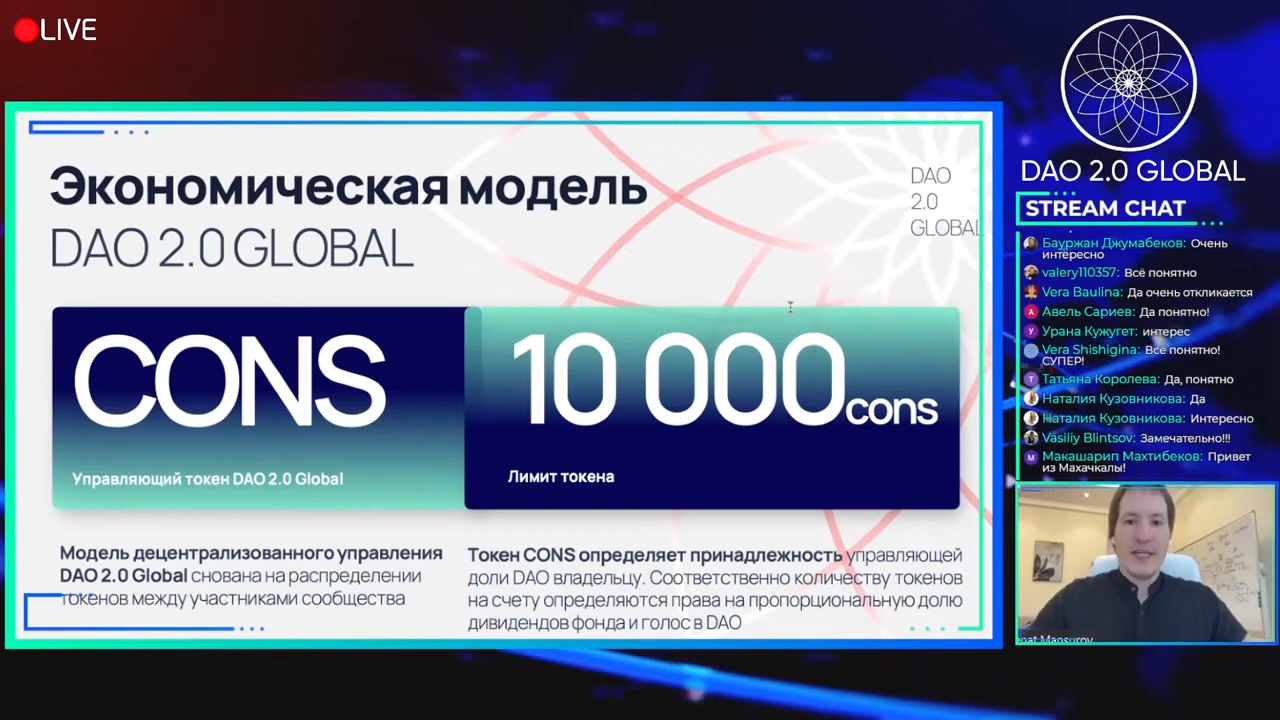 LIVE
Экономическая модель
DAO 2.0 GLOBAL
DAO
2.0
GLOBAL
CONS
Управляющий токен DAO 2.0 Global
10 000 cons
Лимит токена
Модель децентрализованного управления
DAO 2.0 Global снована на распределении
токенов между участниками сообщества
Токен CONS определяет принадлежность управляющей
доли DAO владельцу. Соответственно количеству токенов
на счету определяются права на пропорциональную долю
дивидендов фонда и голос в DAO
DAO 2.0 GLOBAL
STREAM CHAT
Бауржан Джумабеков: Очень
интересно
valery110357: Всё понятно
Vera Baulina: Да очень откликается
А
Авель Сариев: Да понятно!
У
Урана Кужугет: интерес
Vera Shishigina: Все понятно!
СУПЕР!
Т
Татьяна Королева: Да, понятно
Наталия Кузовникова: Да
Наталия Кузовникова: Интересно
Vasiliy Blintsov: Замечательно!!!
М
Макашарип Махтибеков: Привет
из Махачкалы!
Mansurov